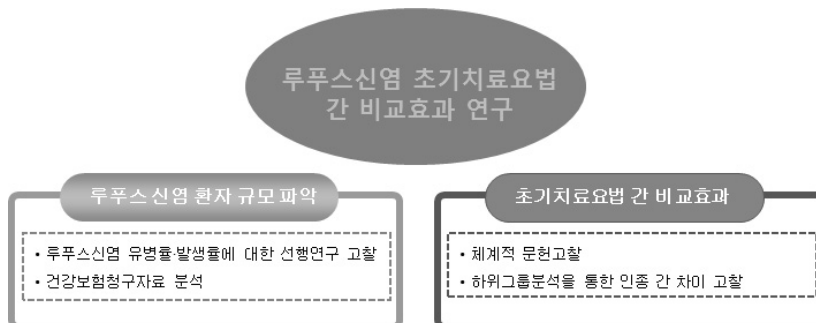 루푸스신염 초기치료요법
간 비교효과 연구
루푸스 신염 환자 규모 파악
• 루푸스신염 유병률·발생률에 대한 선행연구 고찰
• 건강보험청구자료 분석
초기치료요법 간 비교효과
• 체계적 문헌고찰
• 하위그룹분석을 통한 인종 간 차이 고찰